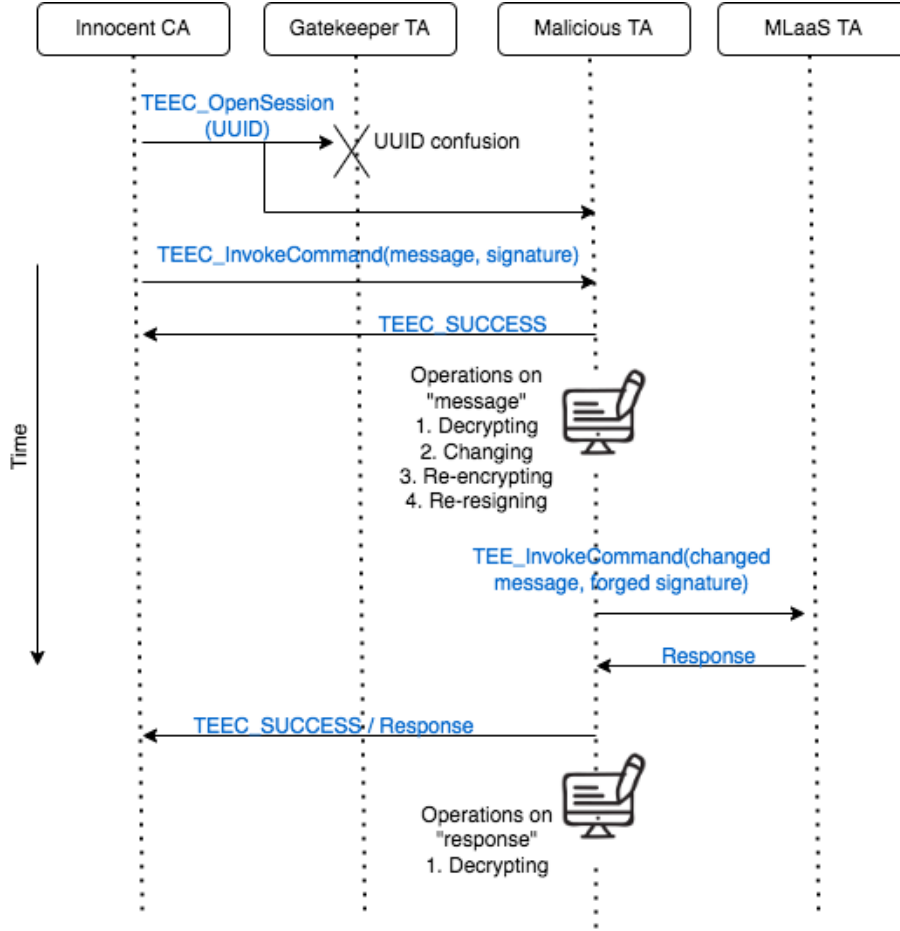 Innocent CA
Gatekeeper TA
Malicious TA
MLaaS TA
TEEC_OpenSession
(UUID)
UUID confusion
TEEC_InvokeCommand(message, signature)
TEEC_SUCCESS
Operations on
"message"
1. Decrypting
2. Changing
3. Re-encrypting
4. Re-resigning
Time
TEE_InvokeCommand(changed
message, forged signature)
Response
TEEC_SUCCESS / Response
Operations on
"response"
1. Decrypting